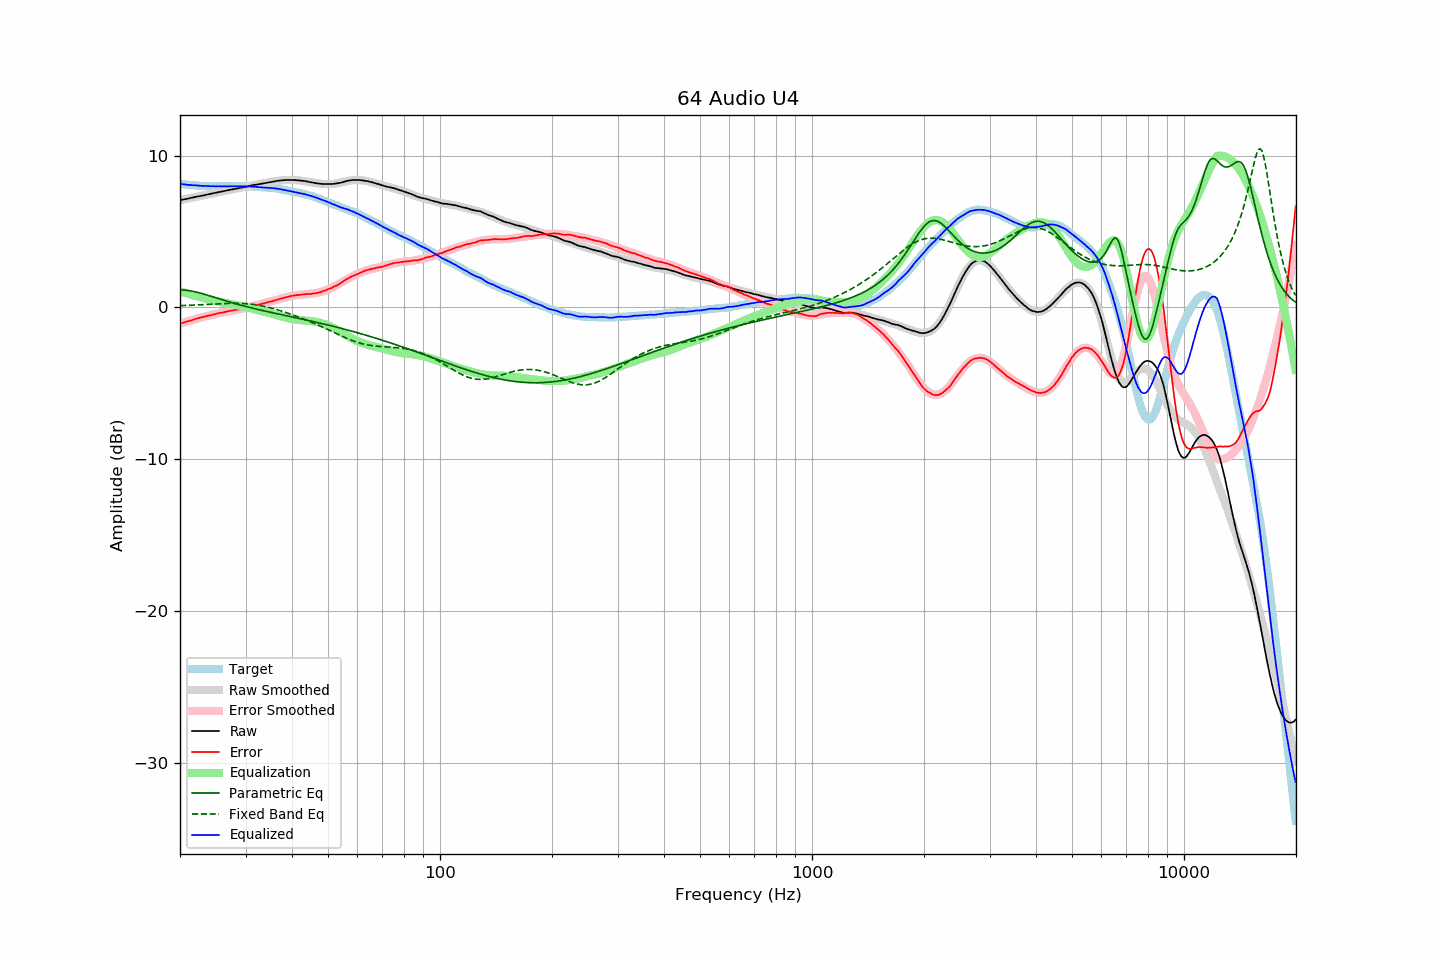 64 Audio U4
10
0
−10
−20
−30
Amplitude (dBr)
100
1000
10000
Frequency (Hz)
Target
Raw Smoothed
Error Smoothed
Raw
Error
Equalization
Parametric Eq
Fixed Band Eq
Equalized